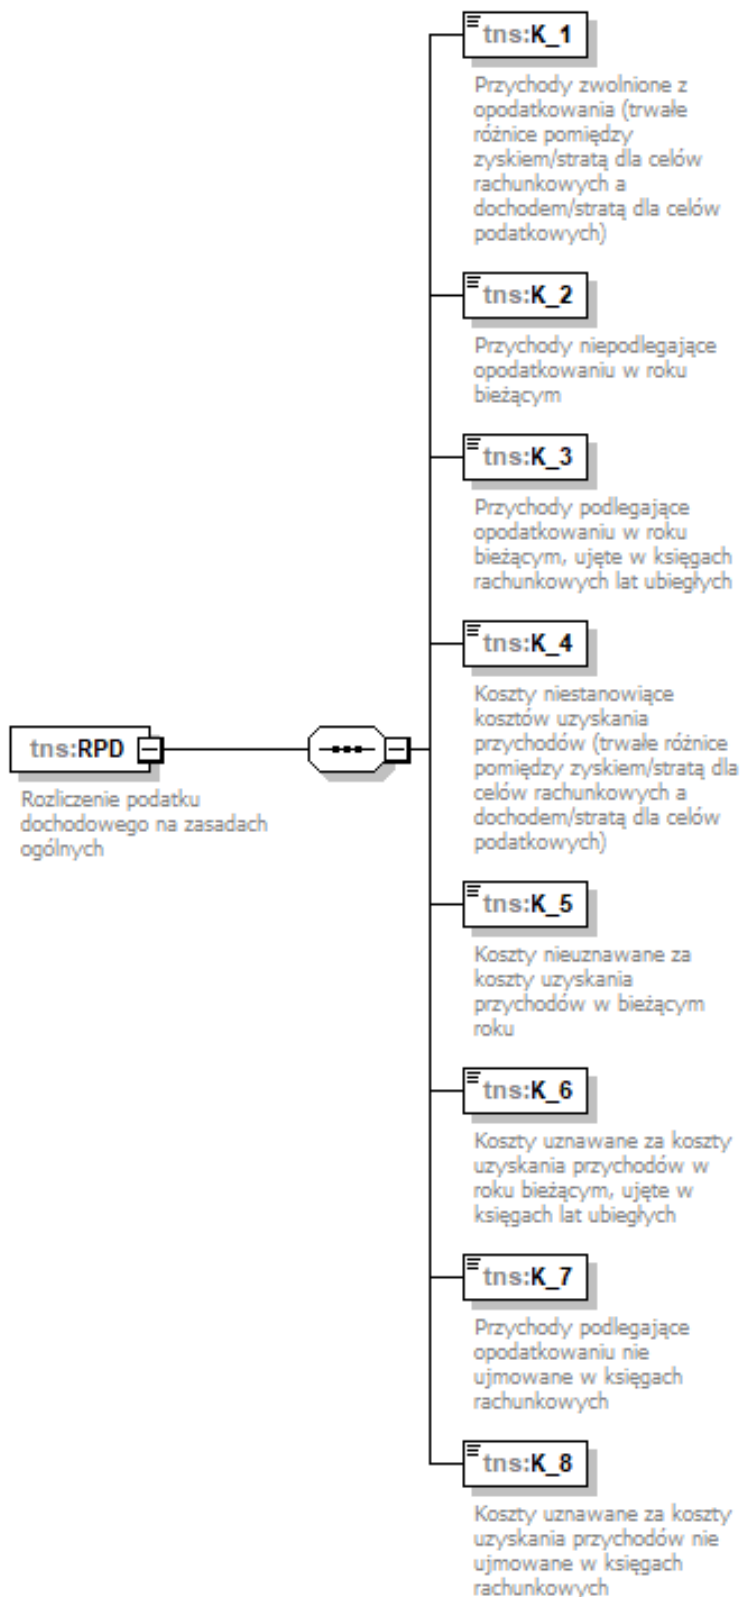 tns:K_1
Przychody zwolnione z
opodatkowania (trwałe
różnice pomiędzy
zyskiem/stratą dla celów
rachunkowych a
dochodem/stratą dla celów
podatkowych)
tns:K_2
Przychody niepodlegające
opodatkowaniu w roku
bieżącym
tns:K_3
Przychody podlegające
opodatkowaniu w roku
bieżącym, ujęte w księgach
rachunkowych lat ubiegłych
tns:K_4
Koszty niestanowiące
kosztów uzyskania
przychodów (trwałe różnice
pomiędzy zyskiem/stratą dla
celów rachunkowych a
dochodem/stratą dla celów
podatkowych)
tns:RPD
Rozliczenie podatku
dochodowego na zasadach
ogólnych
tns:K_5
Koszty nieuznawane za
koszty uzyskania
przychodów w bieżącym
roku
tns:K_6
Koszty uznawane za koszty
uzyskania przychodów w
roku bieżącym, ujęte w
księgach lat ubiegłych
tns:K_7
Przychody podlegające
opodatkowaniu nie
ujmowane w księgach
rachunkowych
tns:K_8
Koszty uznawane za koszty
uzyskania przychodów nie
ujmowane w księgach
rachunkowych